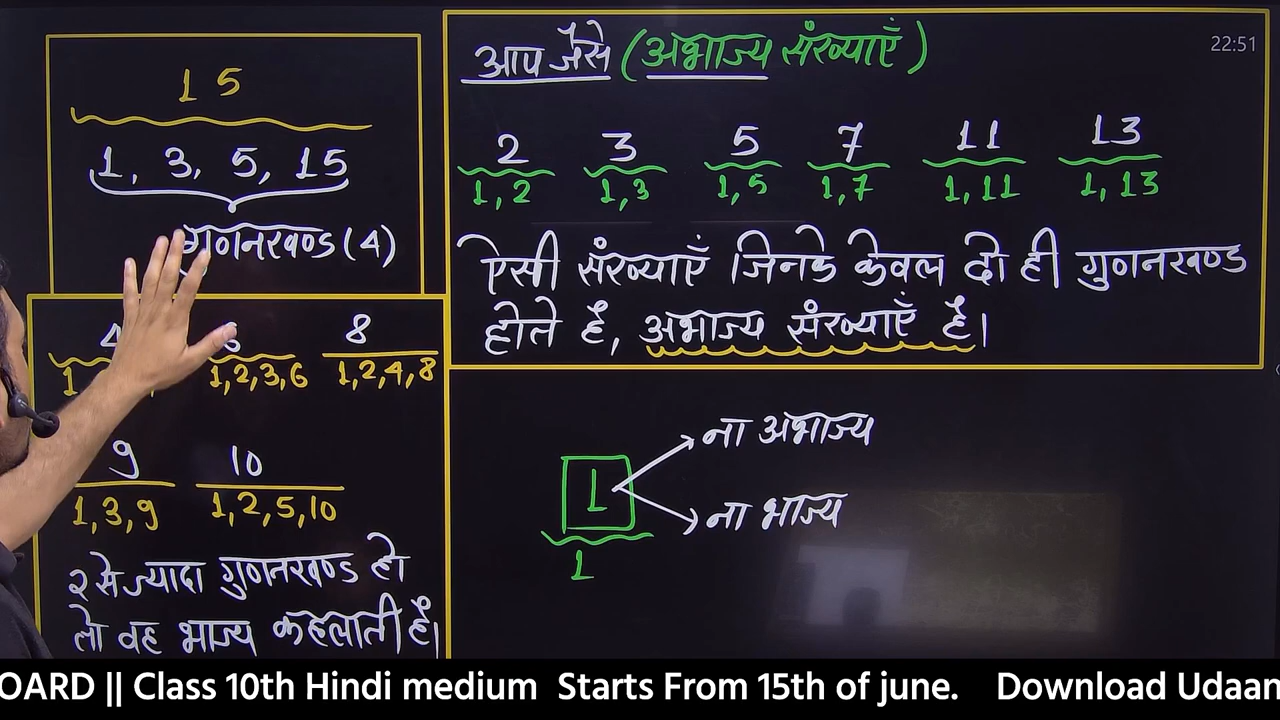 15
1, 3, 5, 15
गुणनखण्ड (4)
4 6 8
1 1,2,3,6 1,2,4,8
9 10
1,3,9 1,2,5,10
2 से ज्यादा गुणनखण्ड हो
तो वह भाज्य कहलाती है।
आप जैसे (अभाज्य संख्याएँ)
22:51
2 3 5 7 11 13
1,2 1,3 1,5 1,7 1,11 1,13
ऐसी संख्याएँ जिनके केवल दो ही गुणनखण्ड
होते है, अभाज्य संख्याएँ है।
ना अभाज्य
1
ना भाज्य
1
OARD || Class 10th Hindi medium Starts From 15th of june. Download Udaan